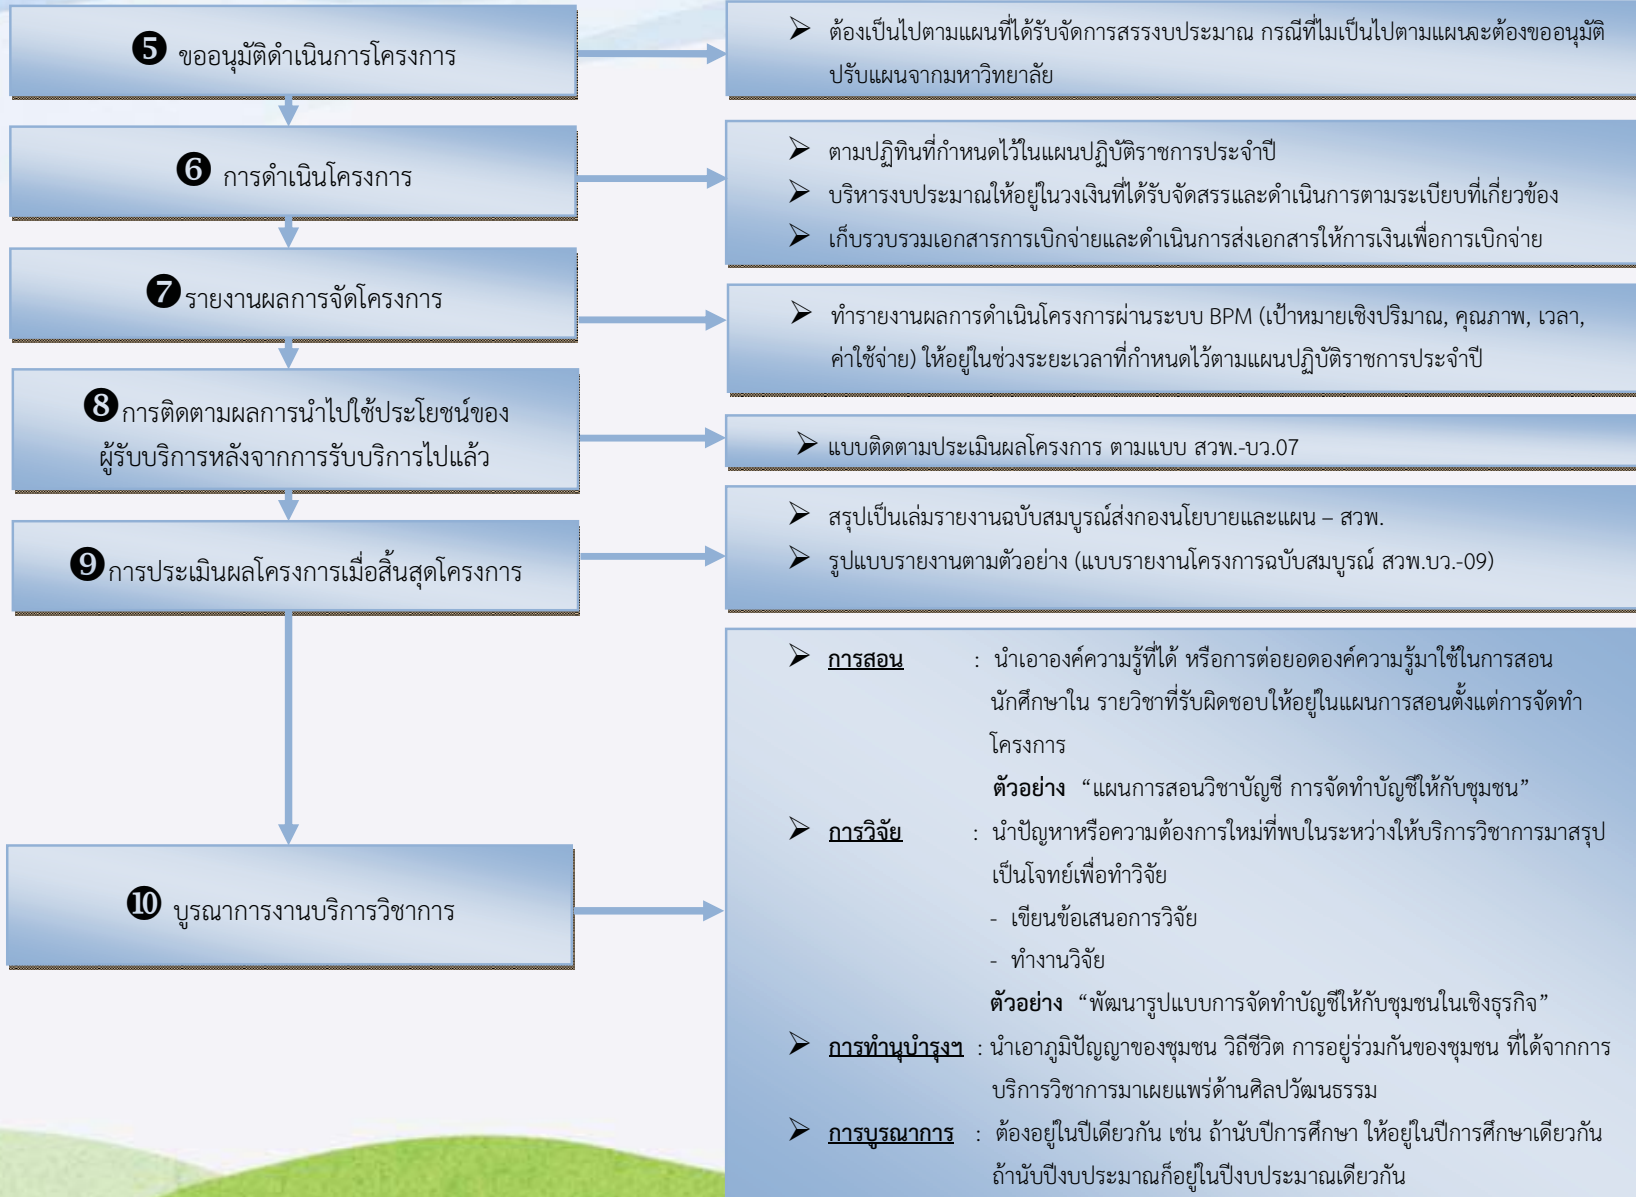 ❺ ขออนุมัติดำเนินการโครงการ
➢ ต้องเป็นไปตามแผนที่ได้รับจัดการสรรงบประมาณ กรณีที่ไมเป็นไปตามแผนจะต้องขออนุมัติ
ปรับแผนจากมหาวิทยาลัย
❻ การดำเนินโครงการ
➢ ตามปฏิทินที่กำหนดไว้ในแผนปฏิบัติราชการประจำปี
➢ บริหารงบประมาณให้อยู่ในวงเงินที่ได้รับจัดสรรและดำเนินการตามระเบียบที่เกี่ยวข้อง
➢ เก็บรวบรวมเอกสารการเบิกจ่ายและดำเนินการส่งเอกสารให้การเงินเพื่อการเบิกจ่าย
❼รายงานผลการจัดโครงการ
➢ ทำรายงานผลการดำเนินโครงการผ่านระบบ BPM (เป้าหมายเชิงปริมาณ, คุณภาพ, เวลา,
ค่าใช้จ่าย) ให้อยู่ในช่วงระยะเวลาที่กำหนดไว้ตามแผนปฏิบัติราชการประจำปี
❽การติดตามผลการนำไปใช้ประโยชน์ของ
ผู้รับบริการหลังจากการรับบริการไปแล้ว
➢ แบบติดตามประเมินผลโครงการ ตามแบบ สวพ.-บว.07
❾การประเมินผลโครงการเมื่อสิ้นสุดโครงการ
➢ สรุปเป็นเล่มรายงานฉบับสมบูรณ์ส่งกองนโยบายและแผน – สวพ.
➢ รูปแบบรายงานตามตัวอย่าง (แบบรายงานโครงการฉบับสมบูรณ์ สวพ.บว.-09)
❿ บูรณาการงานบริการวิชาการ
➢ การสอน : นำเอาองค์ความรู้ที่ได้ หรือการต่อยอดองค์ความรู้มาใช้ในการสอน
นักศึกษาใน รายวิชาที่รับผิดชอบให้อยู่ในแผนการสอนตั้งแต่การจัดทำ
โครงการ
ตัวอย่าง “แผนการสอนวิชาบัญชี การจัดทำบัญชีให้กับชุมชน”
➢ การวิจัย : นำปัญหาหรือความต้องการใหม่ที่พบในระหว่างให้บริการวิชาการมาสรุป
เป็นโจทย์เพื่อทำวิจัย
- เขียนข้อเสนอการวิจัย
- ทำงานวิจัย
ตัวอย่าง “พัฒนารูปแบบการจัดทำบัญชีให้กับชุมชนในเชิงธุรกิจ”
➢ การทำนุบำรุงฯ : นำเอาภูมิปัญญาของชุมชน วิถีชีวิต การอยู่ร่วมกันของชุมชน ที่ได้จากการ
บริการวิชาการมาเผยแพร่ด้านศิลปวัฒนธรรม
➢ การบูรณาการ : ต้องอยู่ในปีเดียวกัน เช่น ถ้านับปีการศึกษา ให้อยู่ในปีการศึกษาเดียวกัน
ถ้านับปีงบประมาณก็อยู่ในปีงบประมาณเดียวกัน